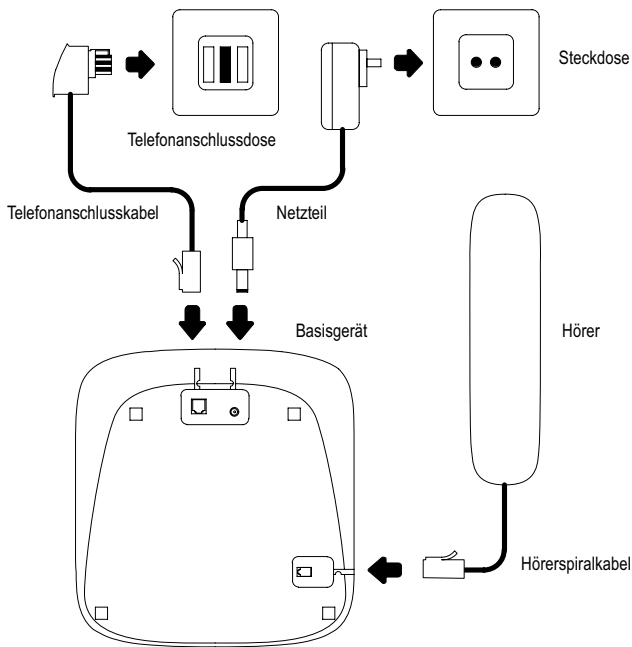 Steckdose
Telefonanschlussdose
Telefonanschlusskabel
Netzteil
Basisgerät
Hörer
Hörerspiralkabel